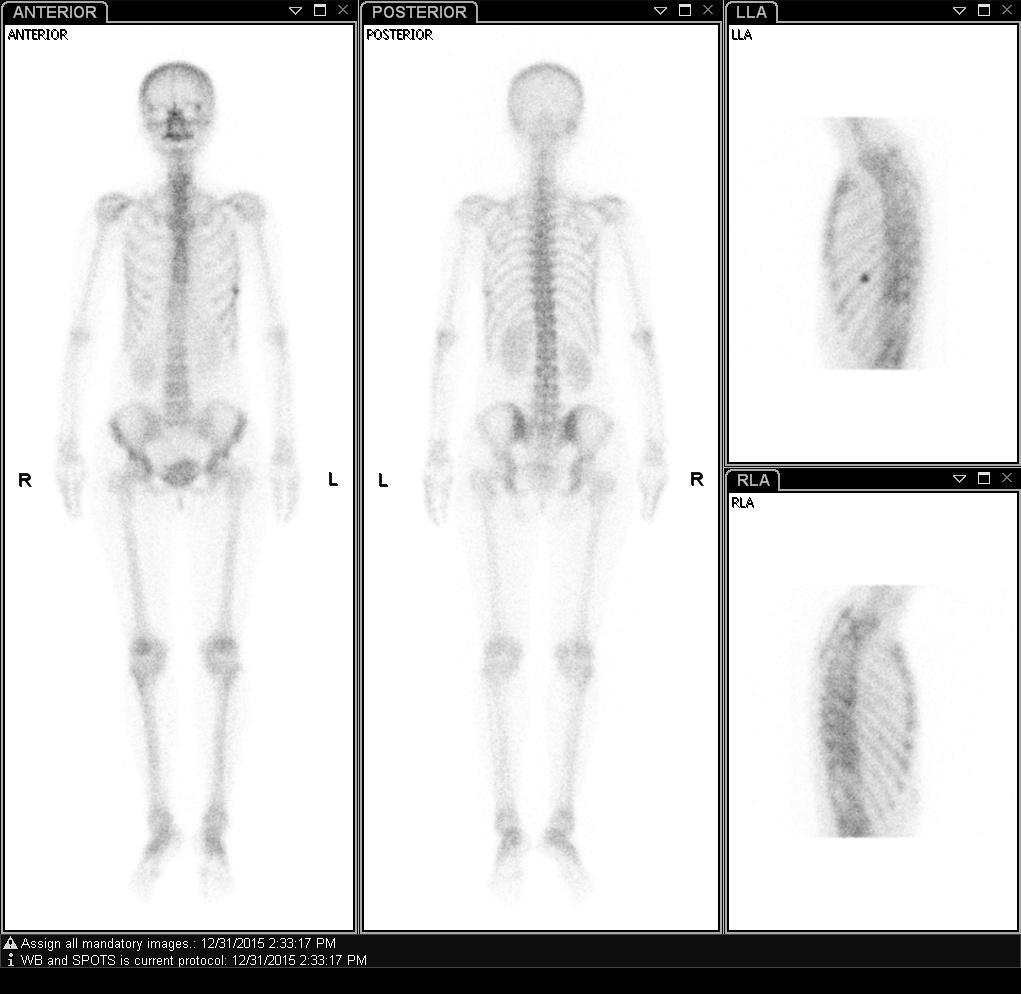 ANTERIOR
POSTERIOR
LLA
ANTERIOR
POSTERIOR
LLA
R
L
L
R
RLA
RLA
Assign all mandatory images.: 12/31/2015 2:33:17 PM
WB and SPOTS is current protocol: 12/31/2015 2:33:17 PM